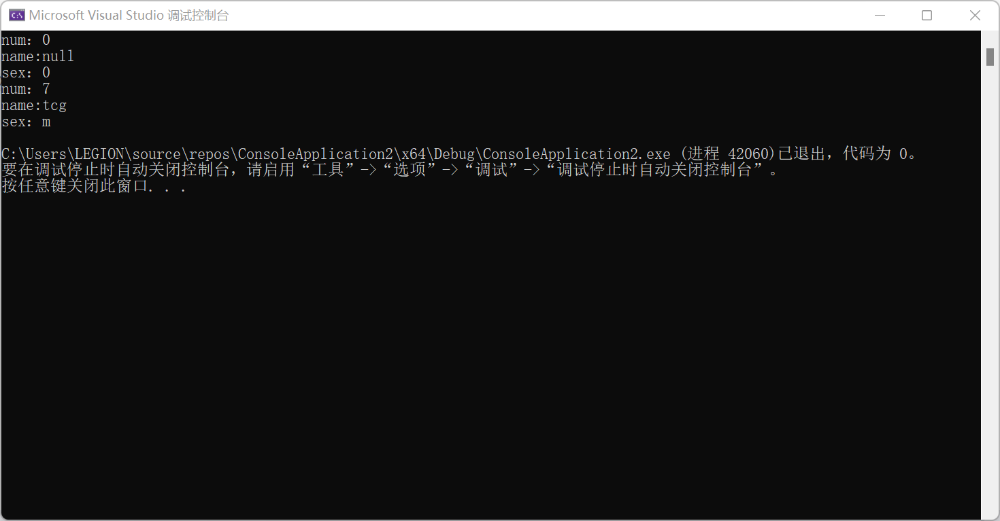 Microsoft Visual Studio 调试控制台
num：0
name:null
sex：0
num：7
name:tcg
sex：m
C:\Users\LEGION\source\repos\ConsoleApplication2\x64\Debug\ConsoleApplication2.exe (进程 42060)已退出，代码为 0。
要在调试停止时自动关闭控制台，请启用“工具”->“选项”->“调试”->“调试停止时自动关闭控制台”。
按任意键关闭此窗口. . .